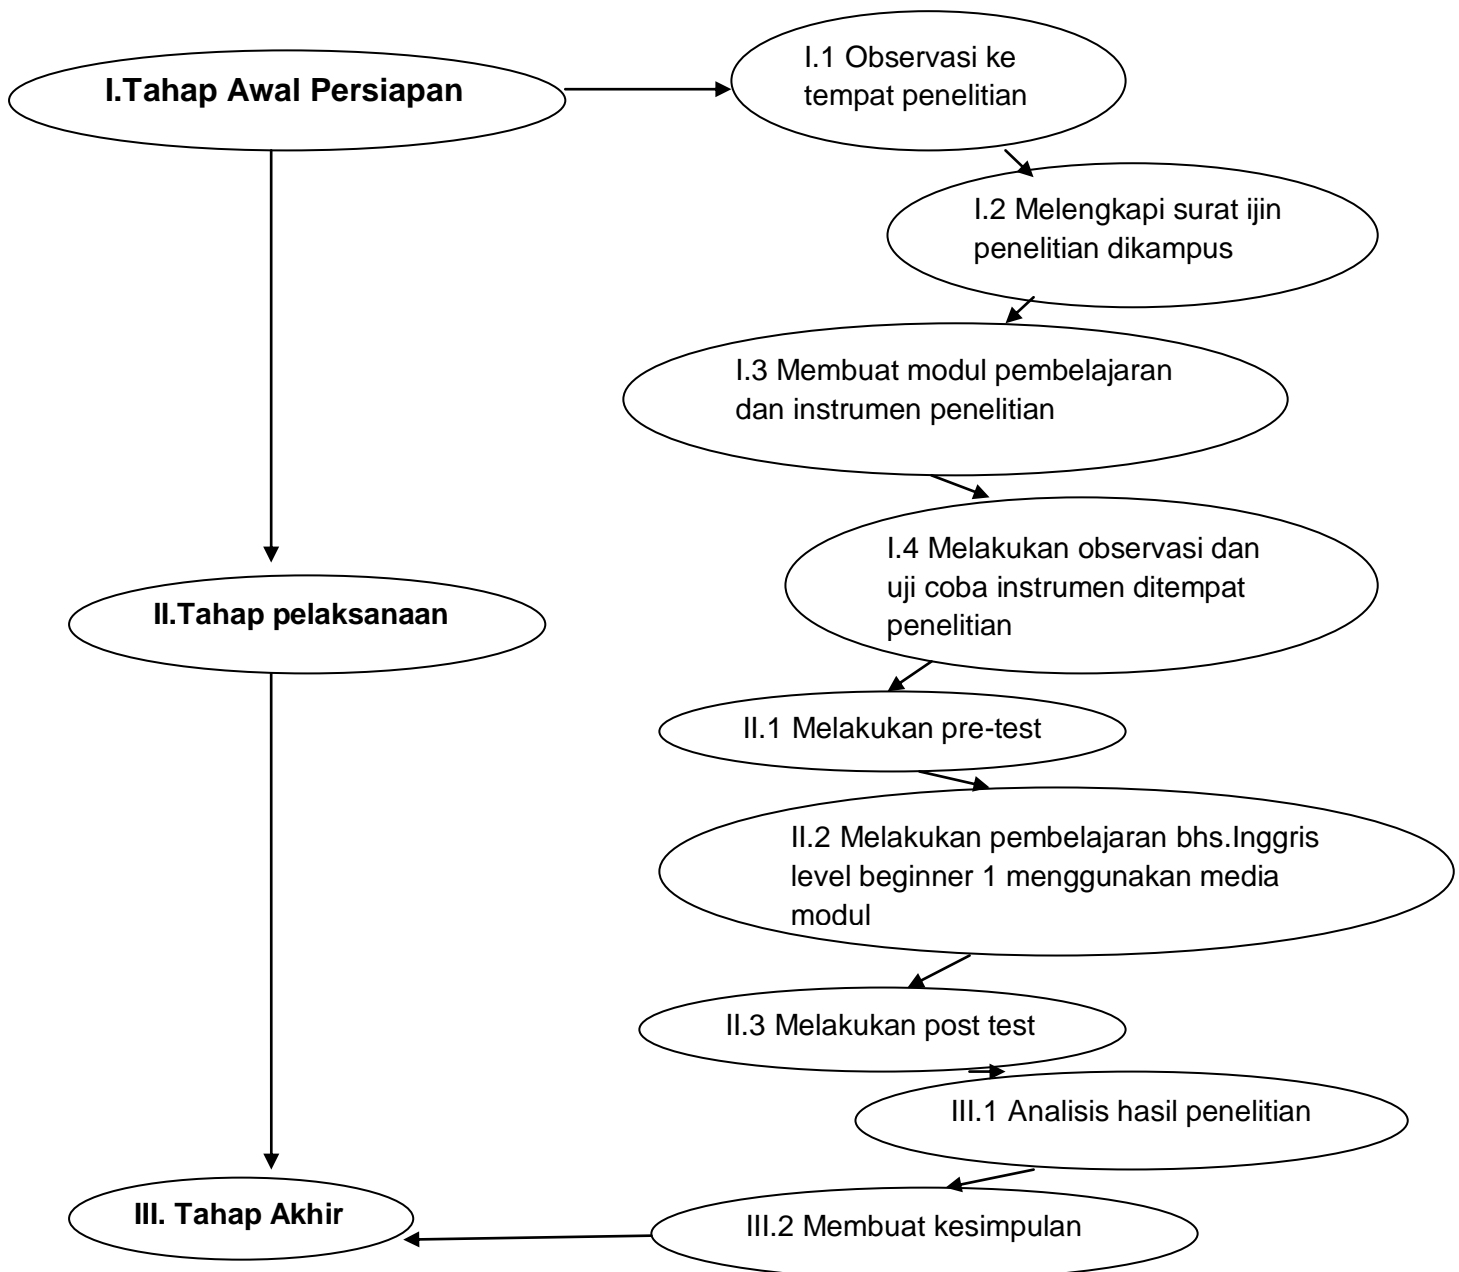 I.Tahap Awal Persiapan
I.1 Observasi ke
tempat penelitian
I.2 Melengkapi surat ijin
penelitian dikampus
I.3 Membuat modul pembelajaran
dan instrumen penelitian
I.4 Melakukan observasi dan
uji coba instrumen ditempat
penelitian
II.Tahap pelaksanaan
II.1 Melakukan pre-test
II.2 Melakukan pembelajaran bhs.Inggris
level beginner 1 menggunakan media
modul
II.3 Melakukan post test
III.1 Analisis hasil penelitian
III.2 Membuat kesimpulan
III. Tahap Akhir